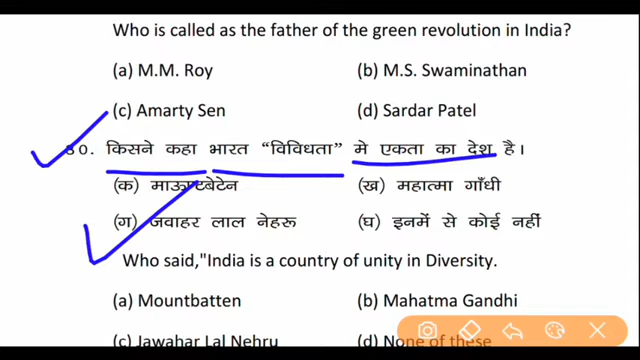 Who is called as the father of the green revolution in India?
(a) M.M. Roy (b) M.S. Swaminathan
(c) Amarty Sen (d) Sardar Patel
30. किसने कहा भारत “विविधता” मे एकता का देश है।
(क) माऊण्टबेटेन (ख) महात्मा गाँधी
(ग) जवाहर लाल नेहरू (घ) इनमें से कोई नहीं
Who said,"India is a country of unity in Diversity.
(a) Mountbatten (b) Mahatma Gandhi
(c) Jawahar Lal Nehru (d) None of these